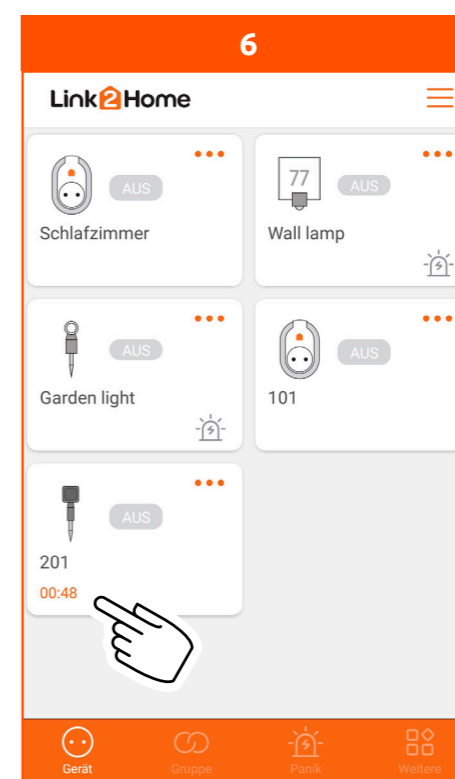 6
Link2Home
AUS
Schlafzimmer
77
AUS
Wall lamp
AUS
Garden light
AUS
101
AUS
201
00:48
Gerät
Gruppe
Panik
Weitere